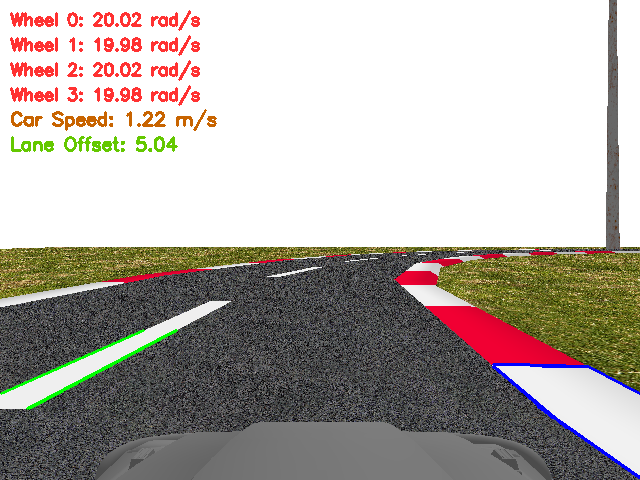 Wheel 0: 20.02 rad/s
Wheel 1: 19.98 rad/s
Wheel 2: 20.02 rad/s
Wheel 3: 19.98 rad/s
Car Speed: 1.22 m/s
Lane Offset: 5.04